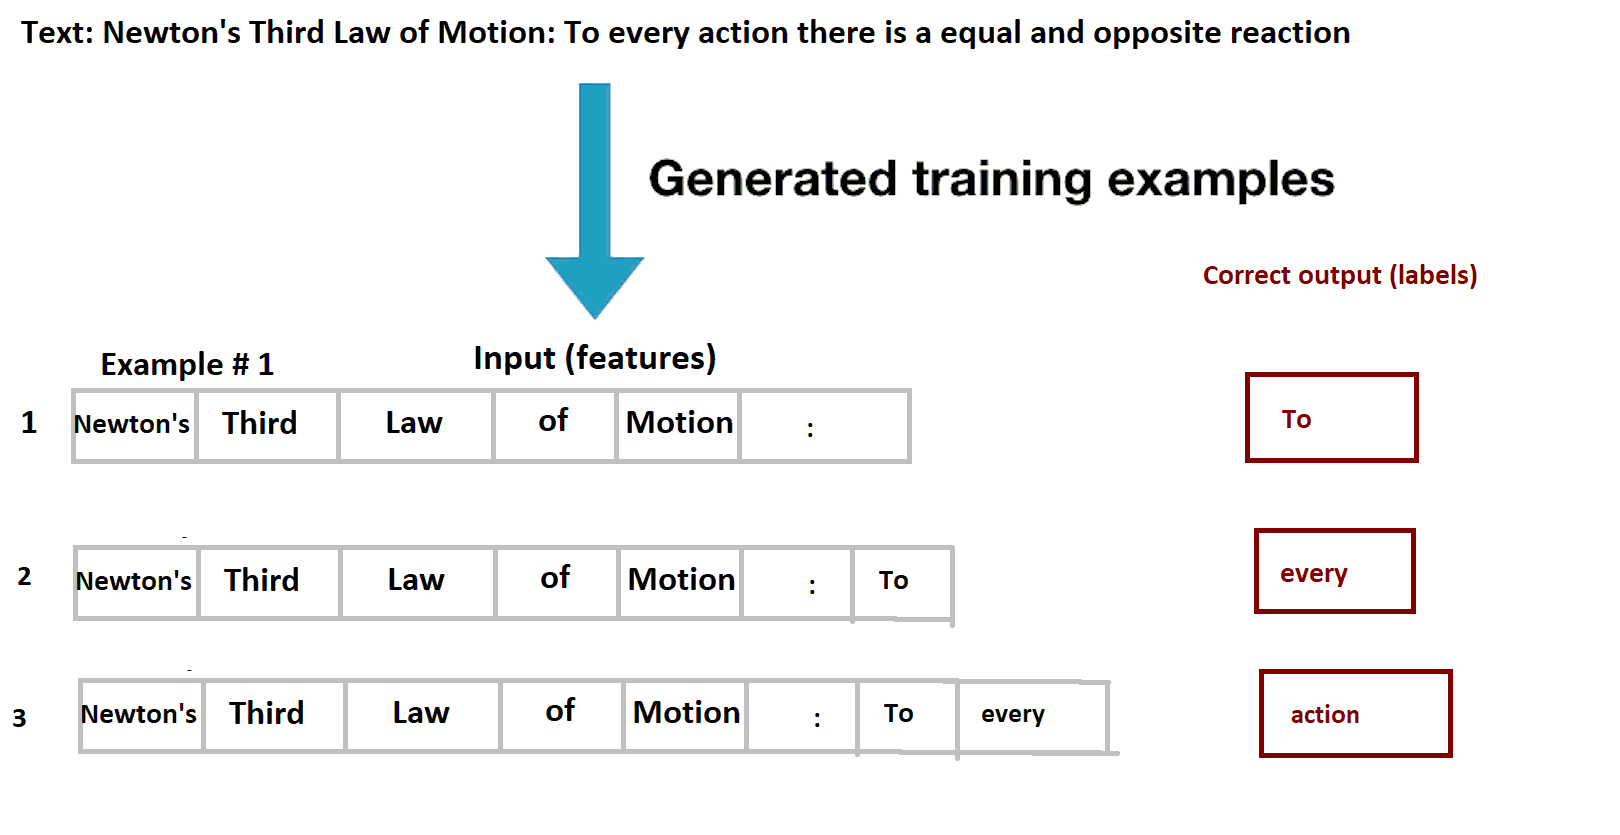 Text: Newton's Third Law of Motion: To every action there is a equal and opposite reaction
Generated training examples
Correct output (labels)
Example # 1 Input (features)
1 Newton's Third Law of Motion : To
2 Newton's Third Law of Motion : To every
3 Newton's Third Law of Motion : To every action